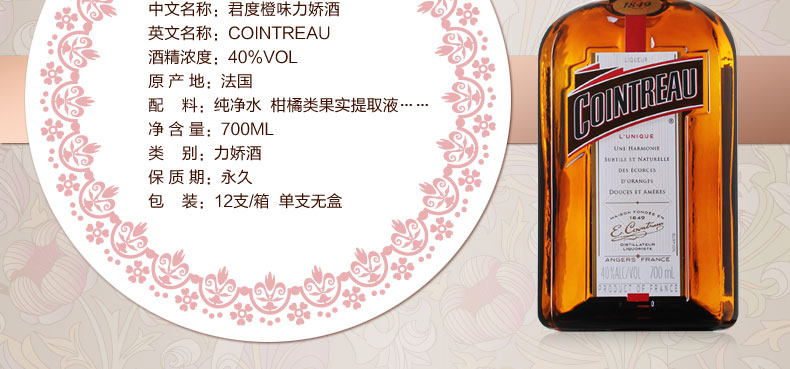 中文名称：君度橙味力娇酒
英文名称：COINTREAU
酒精浓度：40%VOL
原 产 地：法国
配 料：纯净水 柑橘类果实提取液……
净 含 量：700ML
类 别：力娇酒
保 质 期：永久
包 装：12支/箱 单支无盒
1849
LIQUEUR
COINTREAU
L'UNIQUE
UNE HARMONIE
SUBTILE ET NATURELLE
DES ÉCORCES
D'ORANGES
DOUCES ET AMÈRES
MAISON FONDÉE EN
1849
E. Cointreau
DISTILLATEUR
LIQUORISTE
ANGERS FRANCE
40%ALC/VOL 700 mL
PRODUCT OF FRANCE